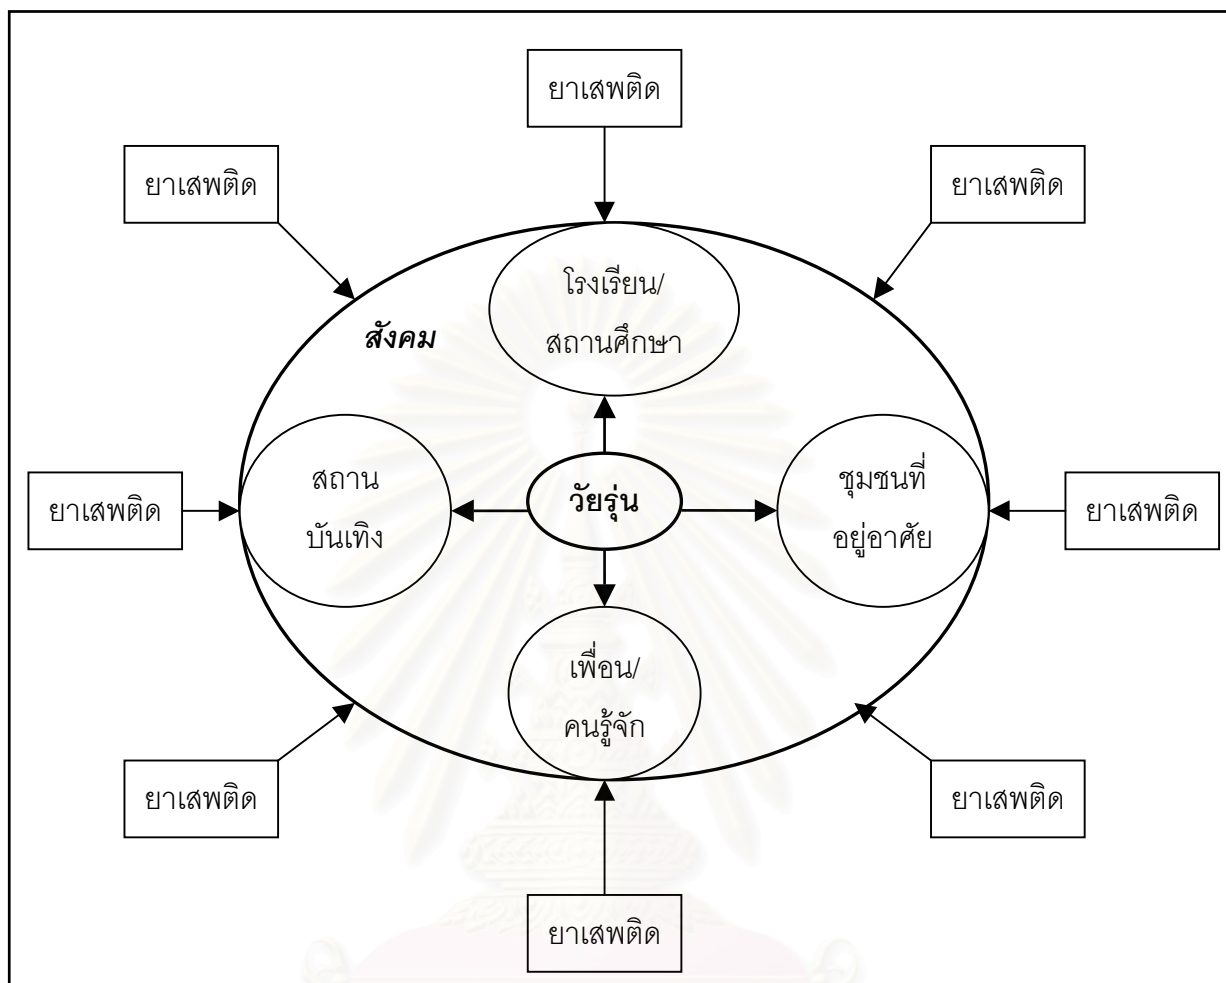 ยาเสพติด
ยาเสพติด
ยาเสพติด
โรงเรียน/
สถานศึกษา
สังคม
สถาน
บันเทิง
วัยรุ่น
ชุมชนที่
อยู่อาศัย
ยาเสพติด
ยาเสพติด
เพื่อน/
คนรู้จัก
ยาเสพติด
ยาเสพติด
ยาเสพติด